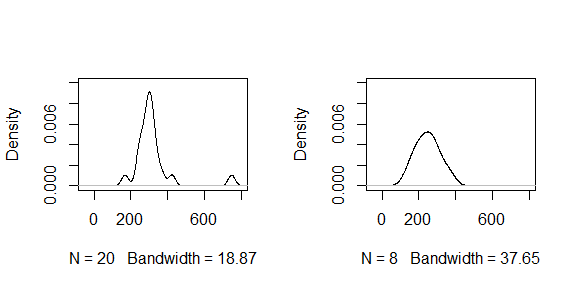 Density
0.006
0.000
0 200 600
N = 20 Bandwidth = 18.87
Density
0.006
0.000
0 200 600
N = 8 Bandwidth = 37.65